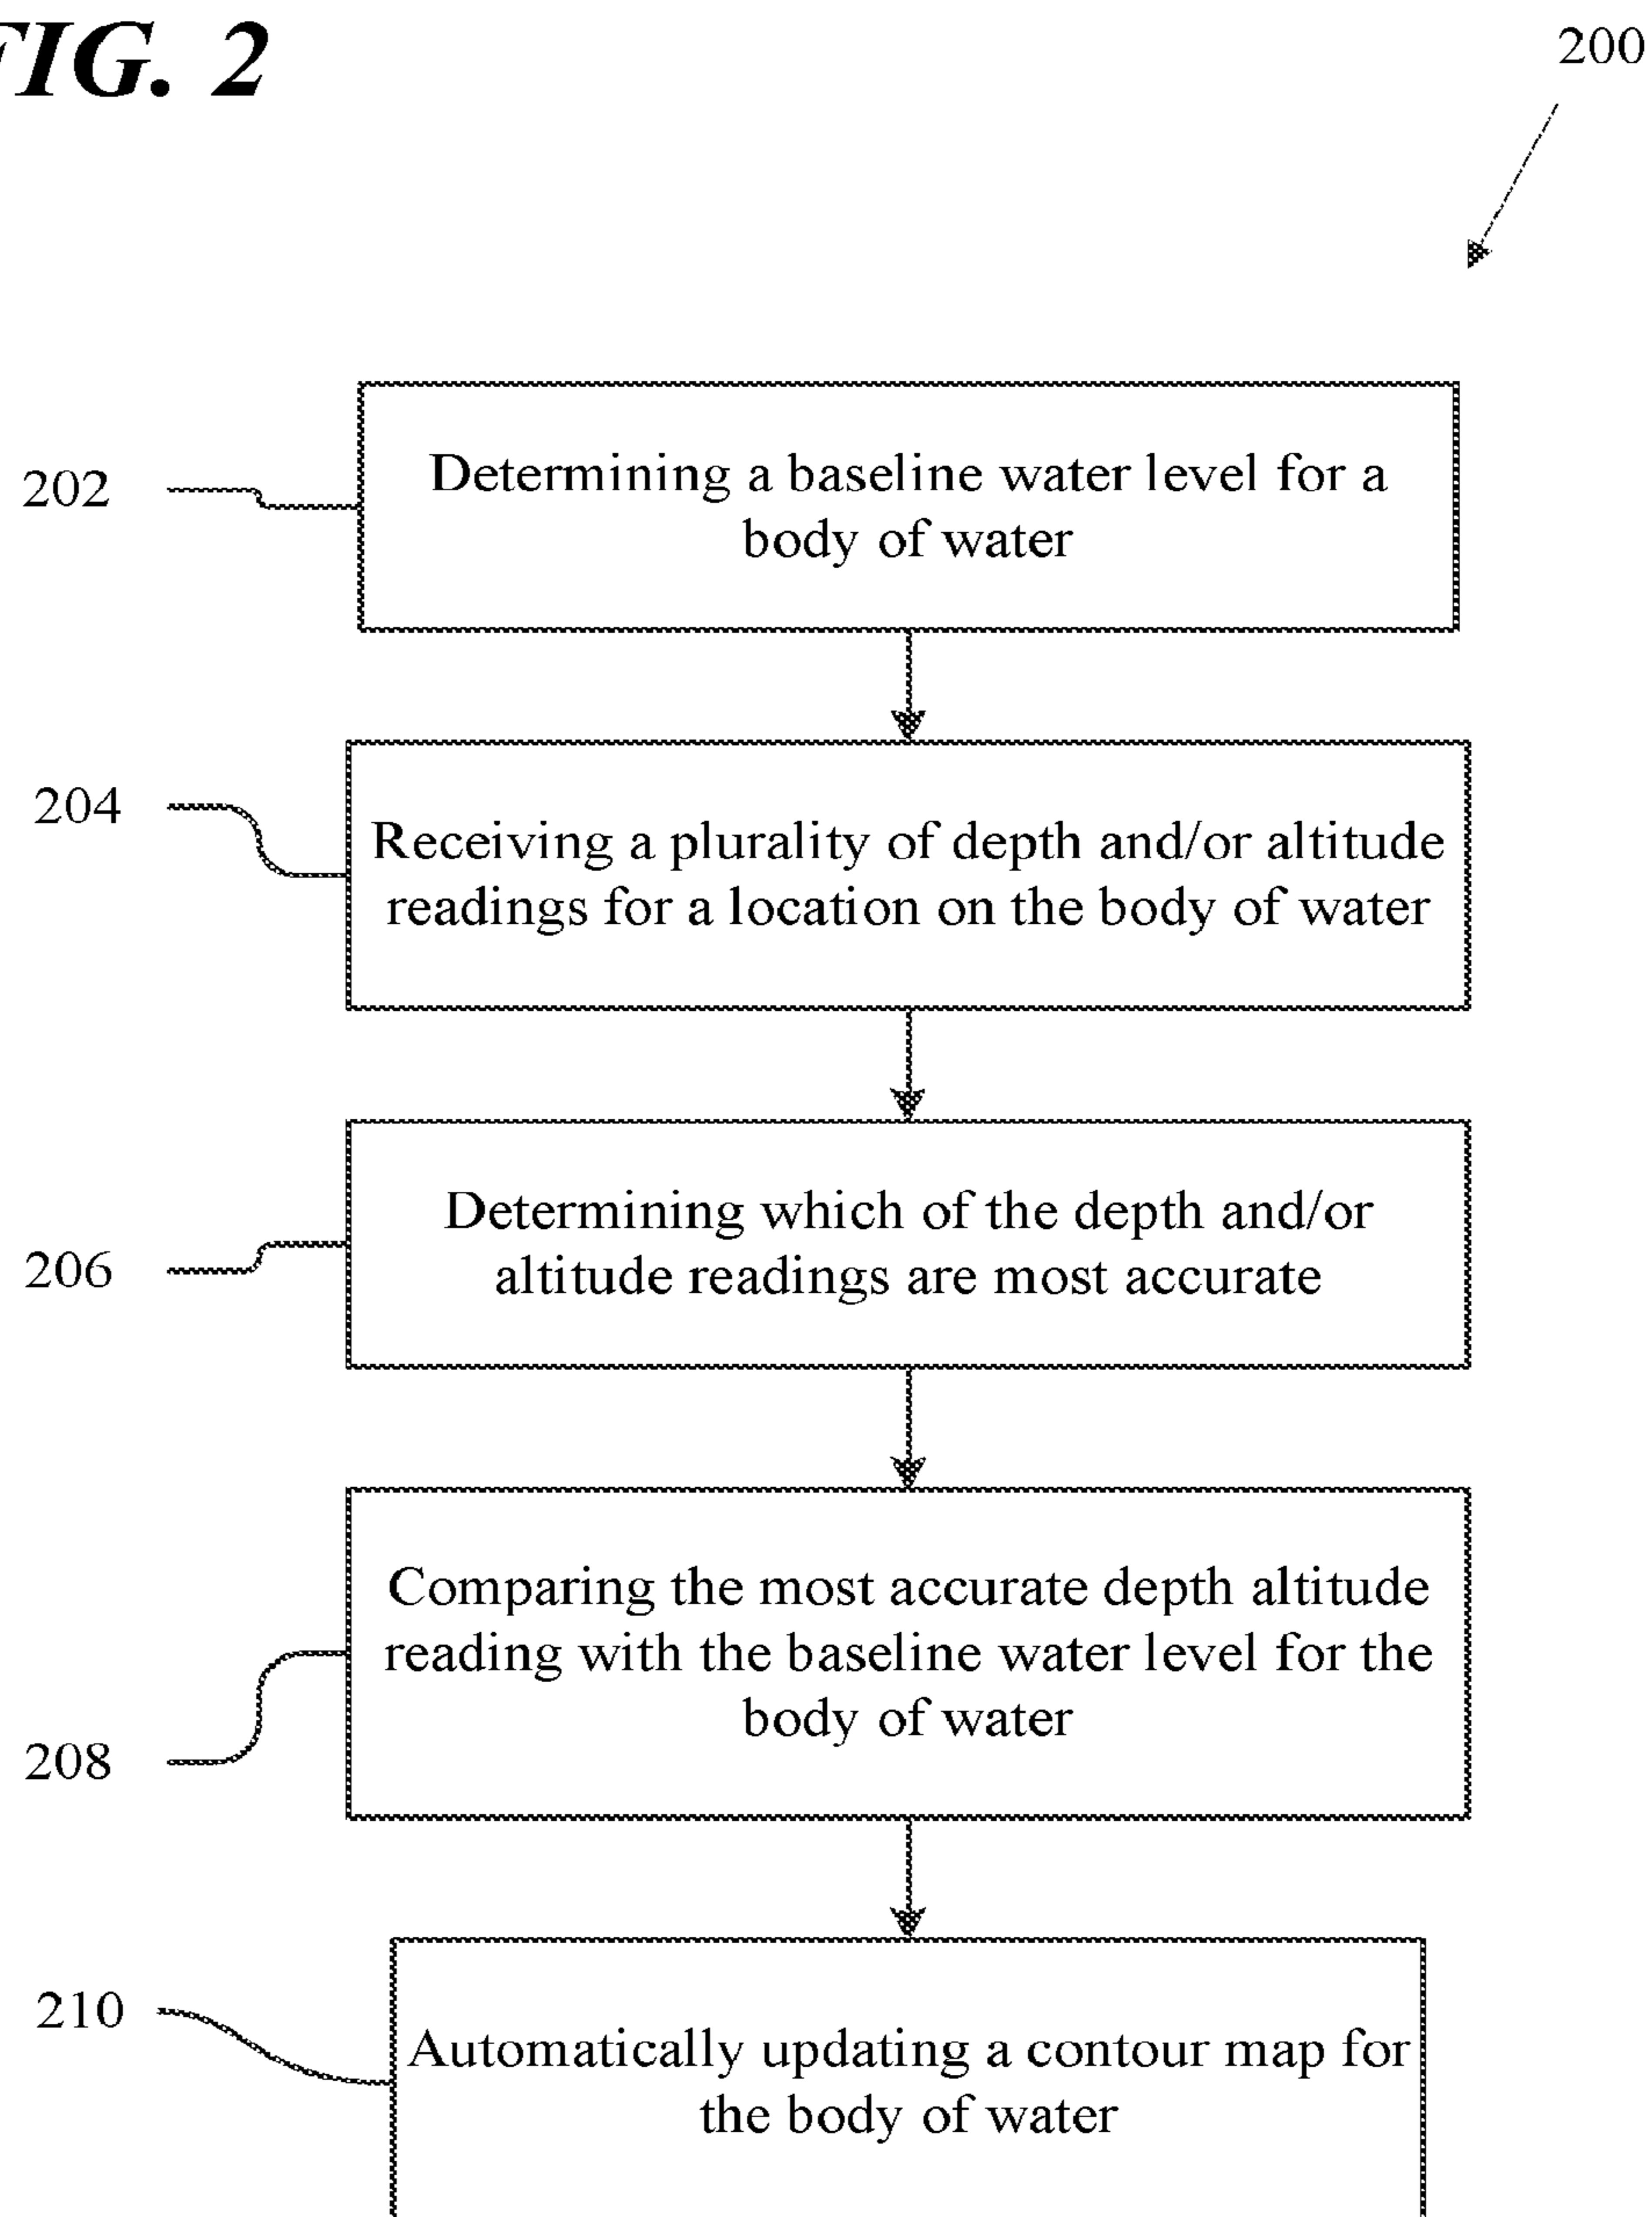 FIG. 2
200
202
Determining a baseline water level for a
body of water
204
Receiving a plurality of depth and/or altitude
readings for a location on the body of water
206
Determining which of the depth and/or
altitude readings are most accurate
208
Comparing the most accurate depth altitude
reading with the baseline water level for the
body of water
210
Automatically updating a contour map for
the body of water